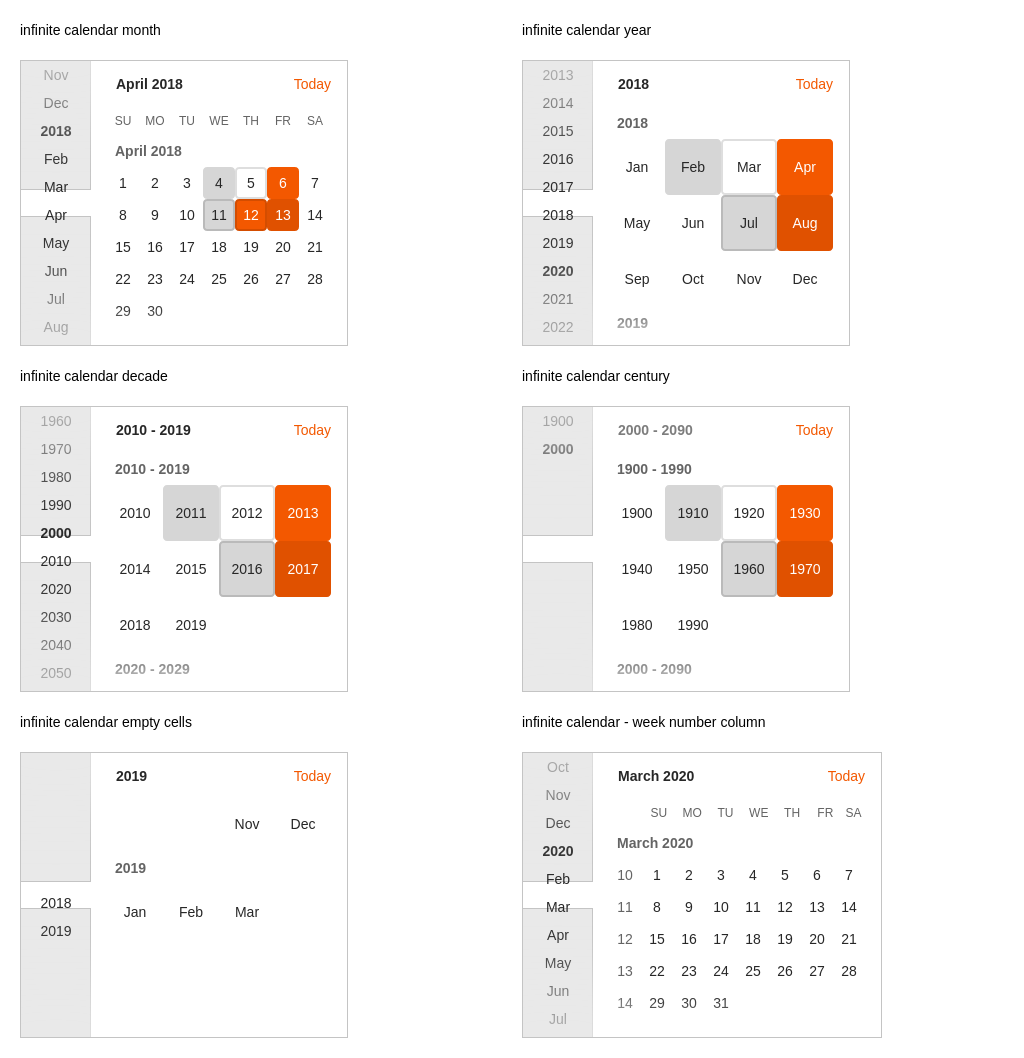 infinite calendar month
Nov
Dec
2018
Feb
Mar
Apr
May
Jun
Jul
Aug
April 2018 Today
SU MO TU WE TH FR SA
April 2018
1 2 3 4 5 6 7
8 9 10 11 12 13 14
15 16 17 18 19 20 21
22 23 24 25 26 27 28
29 30
infinite calendar year
2013
2014
2015
2016
2017
2018
2019
2020
2021
2022
2018 Today
2018
Jan Feb Mar Apr
May Jun Jul Aug
Sep Oct Nov Dec
2019
infinite calendar decade
1960
1970
1980
1990
2000
2010
2020
2030
2040
2050
2010 - 2019 Today
2010 - 2019
2010 2011 2012 2013
2014 2015 2016 2017
2018 2019
2020 - 2029
infinite calendar century
1900
2000
2000 - 2090 Today
1900 - 1990
1900 1910 1920 1930
1940 1950 1960 1970
1980 1990
2000 - 2090
infinite calendar empty cells
2018
2019
2019 Today
Nov Dec
2019
Jan Feb Mar
infinite calendar - week number column
Oct
Nov
Dec
2020
Feb
Mar
Apr
May
Jun
Jul
March 2020 Today
SU MO TU WE TH FR SA
March 2020
10 1 2 3 4 5 6 7
11 8 9 10 11 12 13 14
12 15 16 17 18 19 20 21
13 22 23 24 25 26 27 28
14 29 30 31